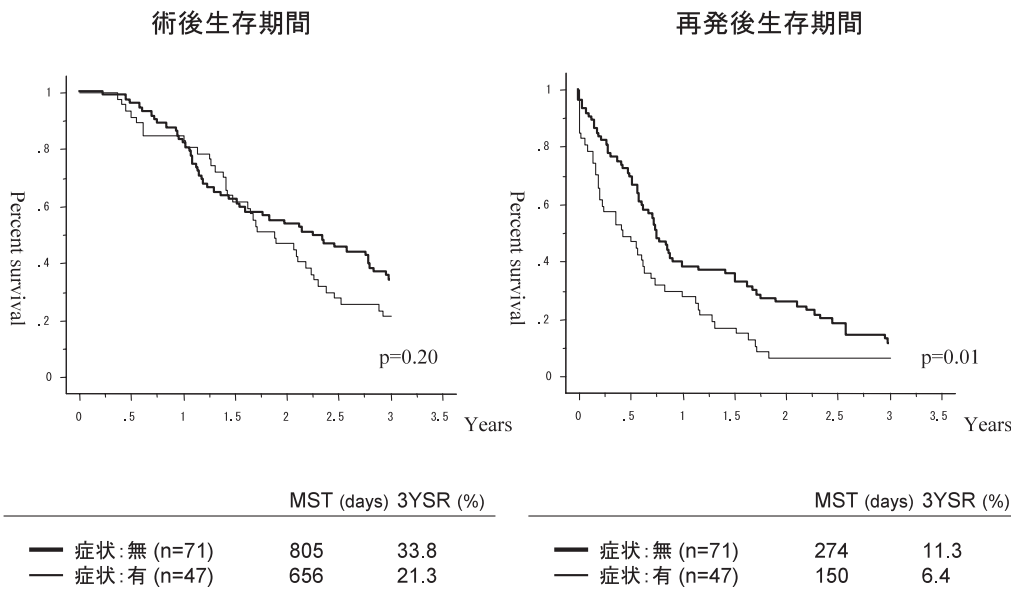 術後生存期間
Percent survival
1
.8
.6
.4
.2
0
p=0.20
0 .5 1 1.5 2 2.5 3 3.5
Years
MST (days) 3YSR (%)
症状:無 (n=71) 805 33.8
症状:有 (n=47) 656 21.3
再発後生存期間
Percent survival
1
.8
.6
.4
.2
0
p=0.01
0 .5 1 1.5 2 2.5 3 3.5
Years
MST (days) 3YSR (%)
症状:無 (n=71) 274 11.3
症状:有 (n=47) 150 6.4